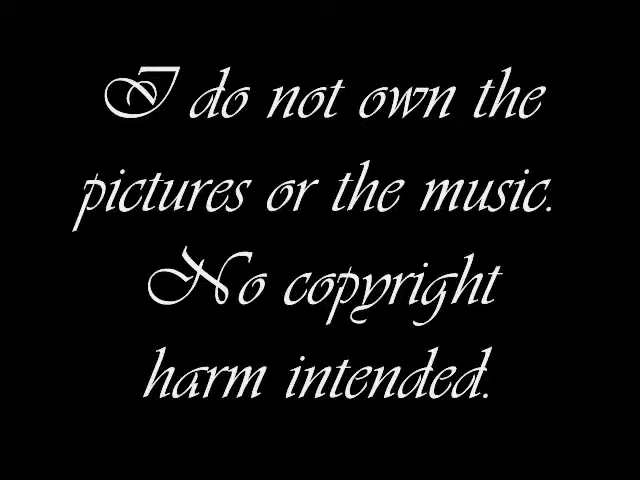 I do not own the
pictures or the music.
No copyright
harm intended.